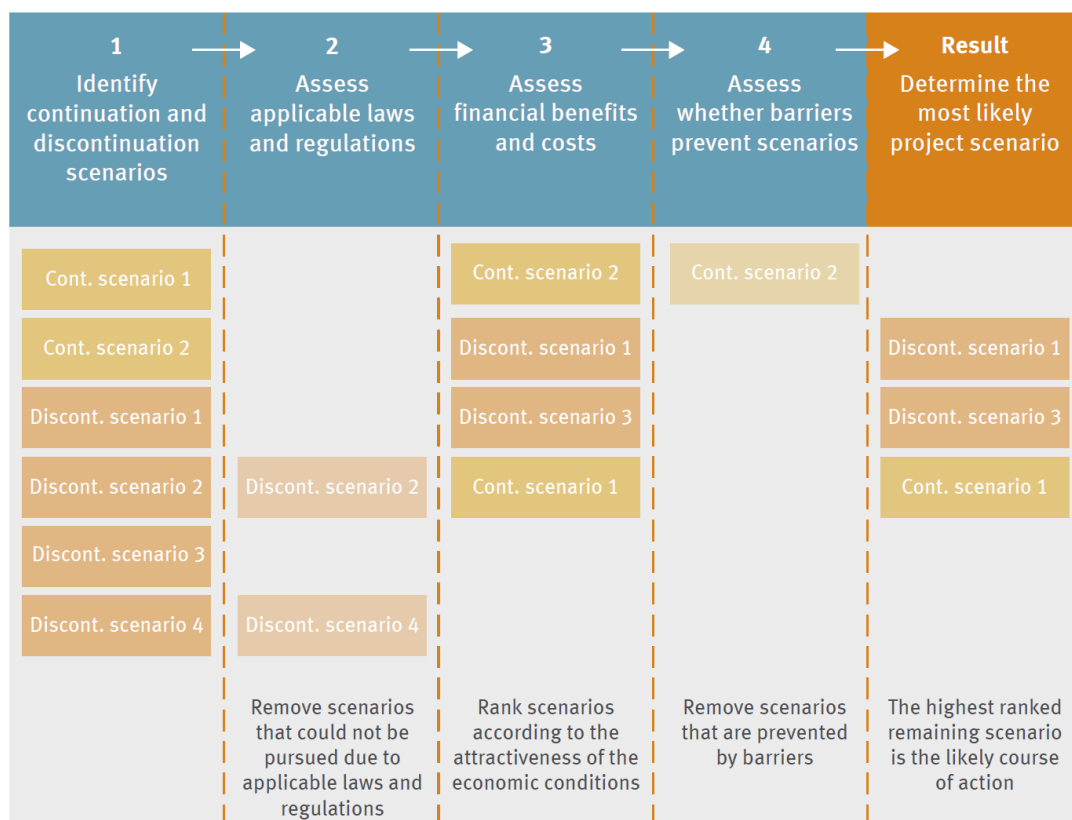 1
Identify
continuation and
discontinuation
scenarios
2
Assess
applicable laws
and regulations
3
Assess
financial benefits
and costs
4
Assess
whether barriers
prevent scenarios
Result
Determine the
most likely
project scenario
Cont. scenario 1
Cont. scenario 2
Discont. scenario 1
Discont. scenario 2
Discont. scenario 3
Discont. scenario 4
Discont. scenario 2
Discont. scenario 4
Remove scenarios
that could not be
pursued due to
applicable laws and
regulations
Cont. scenario 2
Discont. scenario 1
Discont. scenario 3
Cont. scenario 1
Rank scenarios
according to the
attractiveness of the
economic conditions
Cont. scenario 2
Remove scenarios
that are prevented
by barriers
Discont. scenario 1
Discont. scenario 3
Cont. scenario 1
The highest ranked
remaining scenario
is the likely course
of action